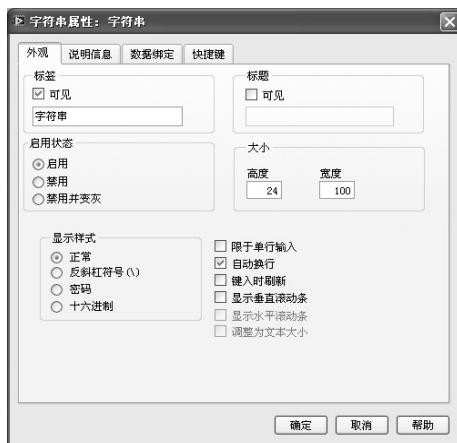 字符串属性：字符串
外观 说明信息 数据绑定 快捷键
标签
可见
字符串
标题
可见
启用状态
启用
禁用
禁用并变灰
大小
高度 宽度
24 100
显示样式
正常
反斜杠符号(\)
密码
十六进制
限于单行输入
自动换行
键入时刷新
显示垂直滚动条
显示水平滚动条
调整为文本大小
确定 取消 帮助